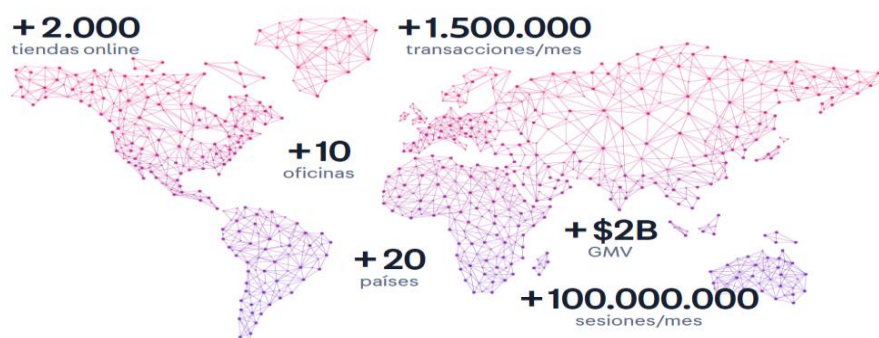 +2.000
tiendas online
+1.500.000
transacciones/mes
+10
oficinas
+20
países
+$2B
GMV
+100.000.000
sesiones/mes